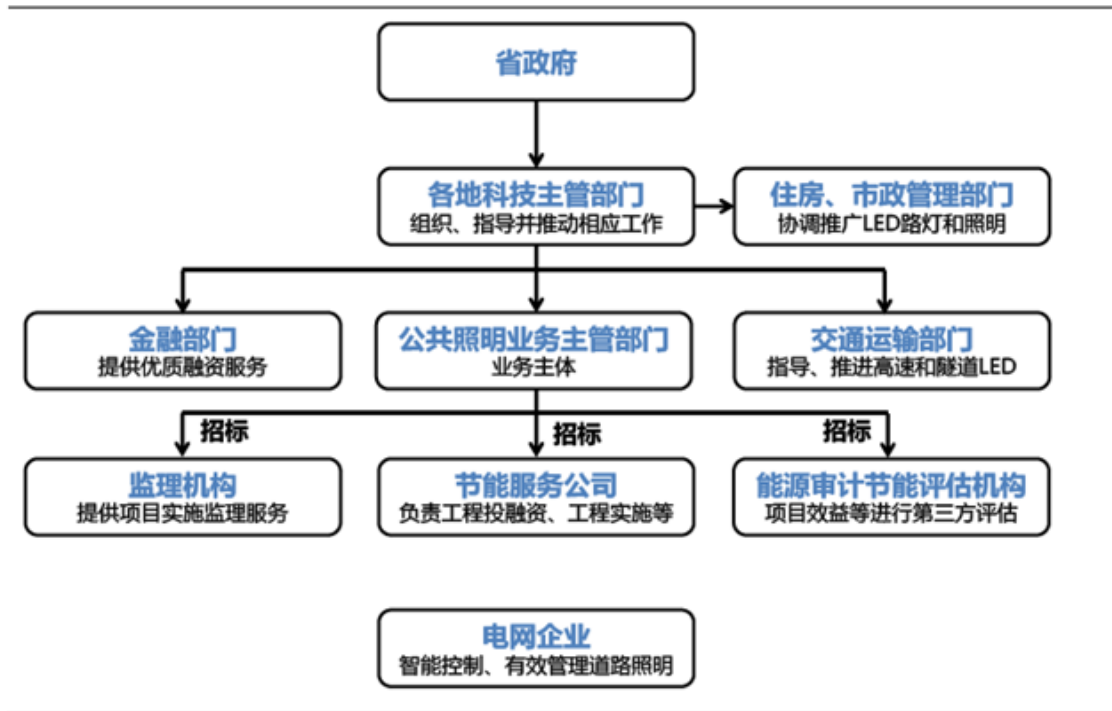 省政府
各地科技主管部门
组织、指导并推动相应工作
住房、市政管理部门
协调推广LED路灯和照明
金融部门
提供优质融资服务
公共照明业务主管部门
业务主体
交通运输部门
指导、推进高速和隧道LED
招标
招标
招标
监理机构
提供项目实施监理服务
节能服务公司
负责工程投融资、工程实施等
能源审计节能评估机构
项目效益等进行第三方评估
电网企业
智能控制、有效管理道路照明